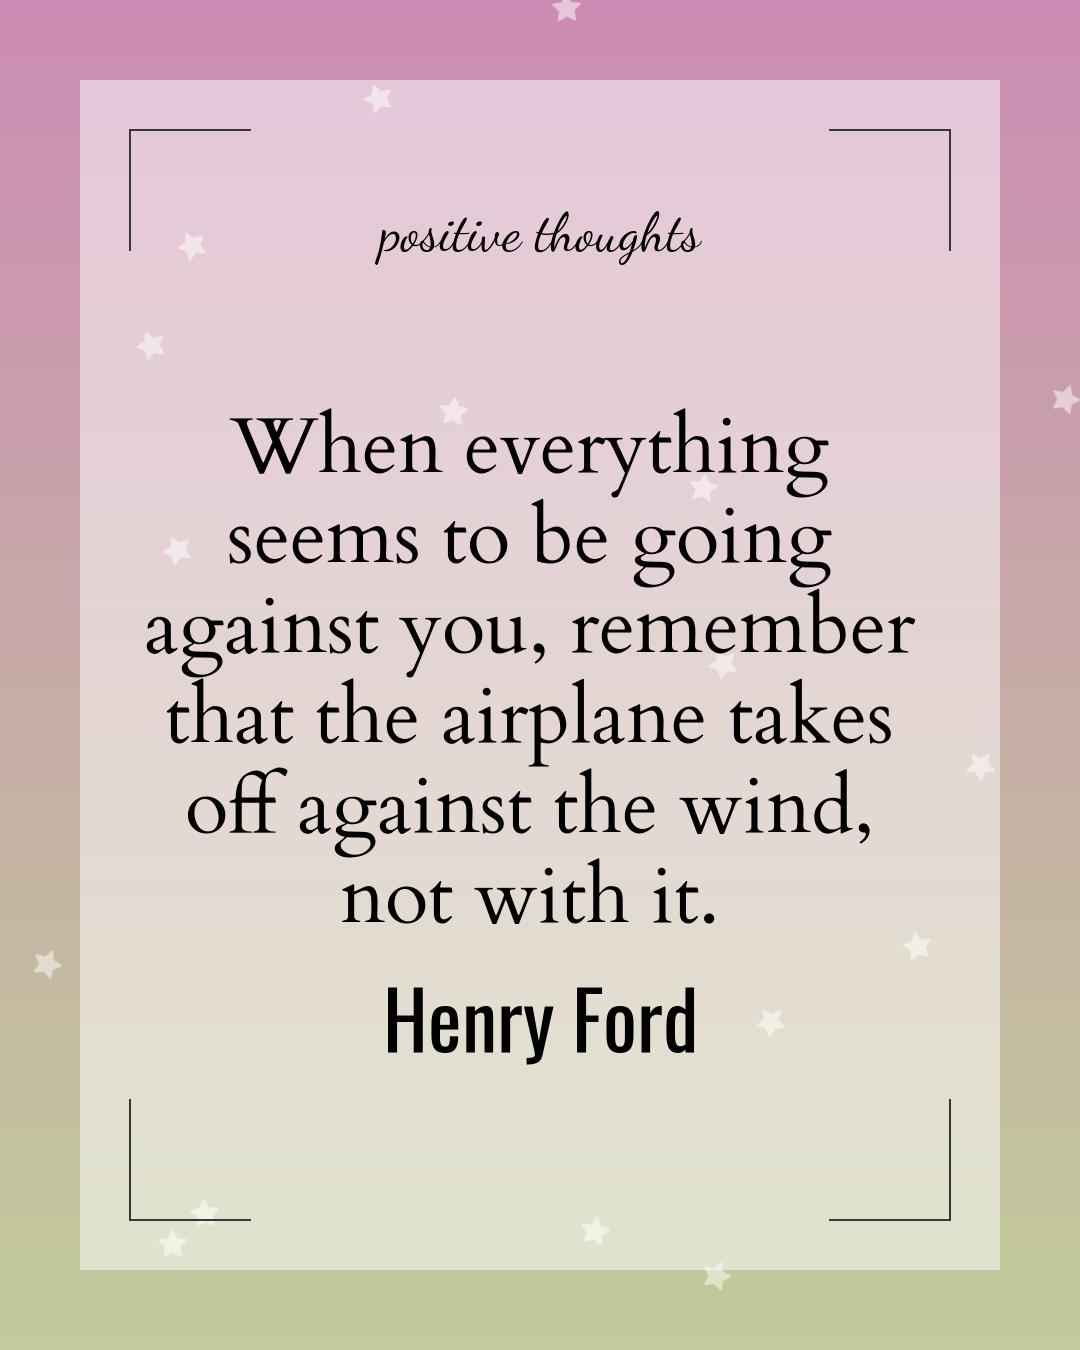 positive thoughts
When everything
seems to be going
against you, remember
that the airplane takes
off against the wind,
not with it.
Henry Ford